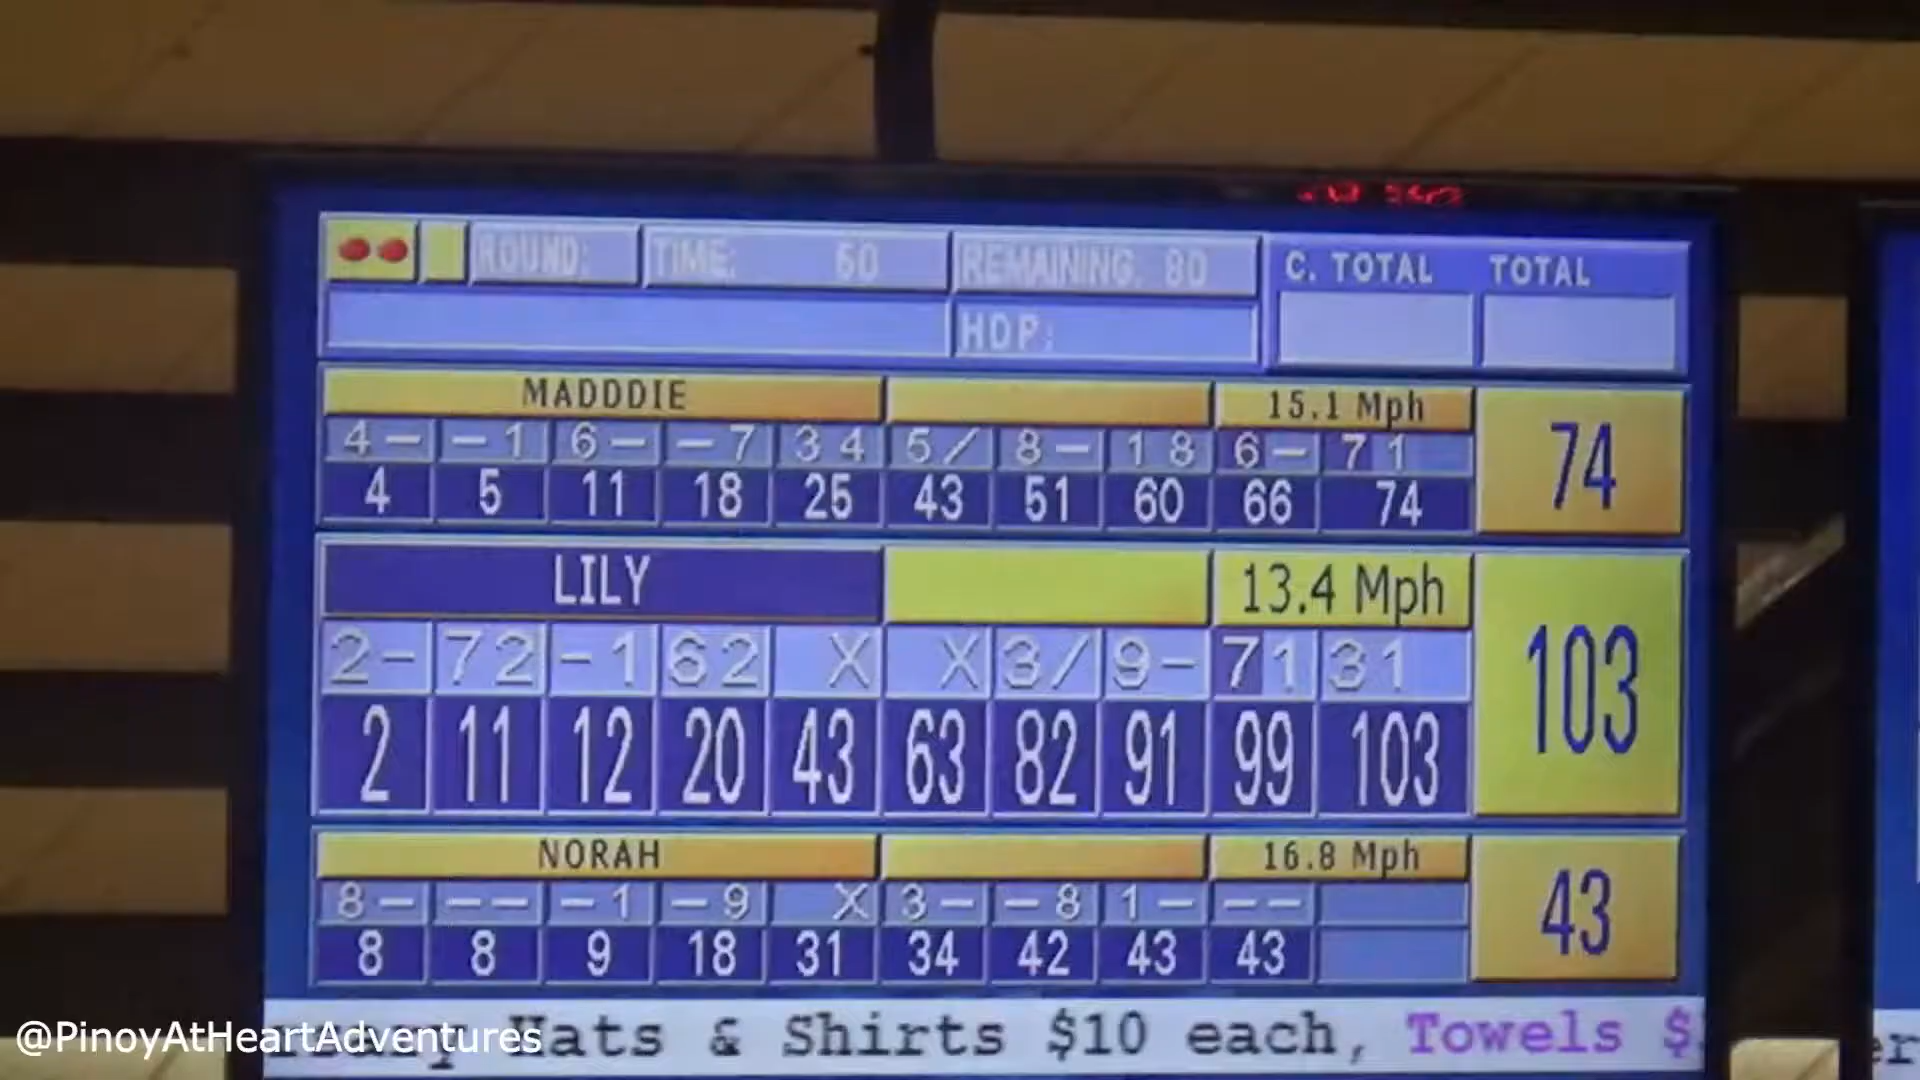 ROUND: TIME: 60 REMAINING: 80 C. TOTAL TOTAL
HDP:
MADDDIE 15.1 Mph
4 - - 1 6 - - 7 3 4 5 / 8 - 1 8 6 - 7 1
4 5 11 18 25 43 51 60 66 74 74
LILY 13.4 Mph
2 - 7 2 - 1 6 2 X X 3 / 9 - 7 1 3 1
2 11 12 20 43 63 82 91 99 103 103
NORAH 16.8 Mph
8 - - - - 1 - 9 X 3 - - 8 1 - - -
8 8 9 18 31 34 42 43 43 43
Hats & Shirts $10 each, Towels $
@PinoyAtHeartAdventures